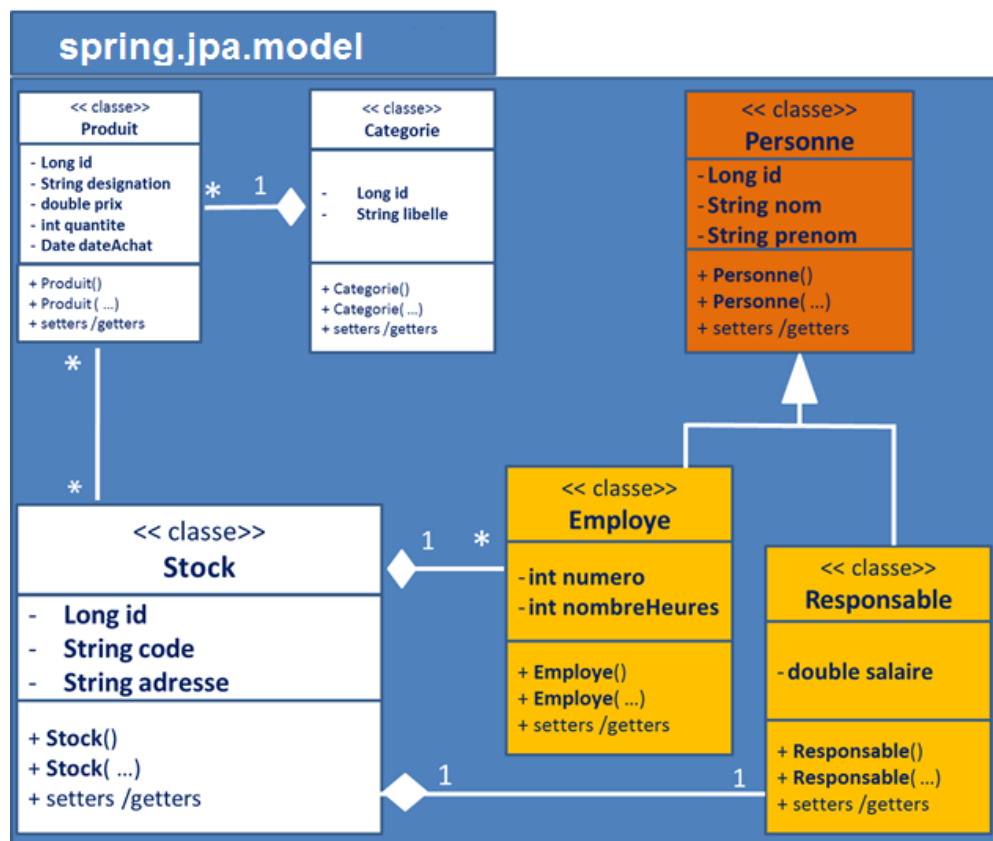 spring.jpa.model
<< classe>>
Produit
- Long id
- String designation
- double prix
- int quantite
- Date dateAchat
+ Produit()
+ Produit( ...)
+ setters /getters
* 1
<< classe>>
Categorie
- Long id
- String libelle
+ Categorie()
+ Categorie( ...)
+ setters /getters
<< classe>>
Personne
- Long id
- String nom
- String prenom
+ Personne()
+ Personne( ...)
+ setters /getters
*
*
<< classe>>
Stock
- Long id
- String code
- String adresse
+ Stock()
+ Stock( ...)
+ setters /getters
1 *
<< classe>>
Employe
- int numero
- int nombreHeures
+ Employe()
+ Employe( ...)
+ setters /getters
1 1
<< classe>>
Responsable
- double salaire
+ Responsable()
+ Responsable( ...)
+ setters /getters